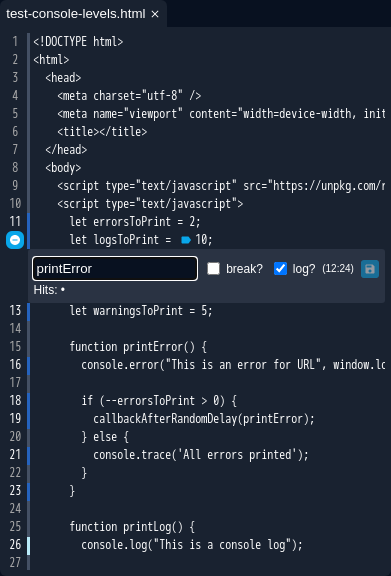 test-console-levels.html ×
1 <!DOCTYPE html>
2 <html>
3 <head>
4 <meta charset="utf-8" />
5 <meta name="viewport" content="width=device-width, init
6 <title></title>
7 </head>
8 <body>
9 <script type="text/javascript" src="https://unpkg.com/r
10 <script type="text/javascript">
11 let errorsToPrint = 2;
let logsToPrint = 10;
printError break? log? (12:24)
Hits: •
13 let warningsToPrint = 5;
14
15 function printError() {
16 console.error("This is an error for URL", window.lo
17
18 if (--errorsToPrint > 0) {
19 callbackAfterRandomDelay(printError);
20 } else {
21 console.trace('All errors printed');
22 }
23 }
24
25 function printLog() {
26 console.log("This is a console log");
27